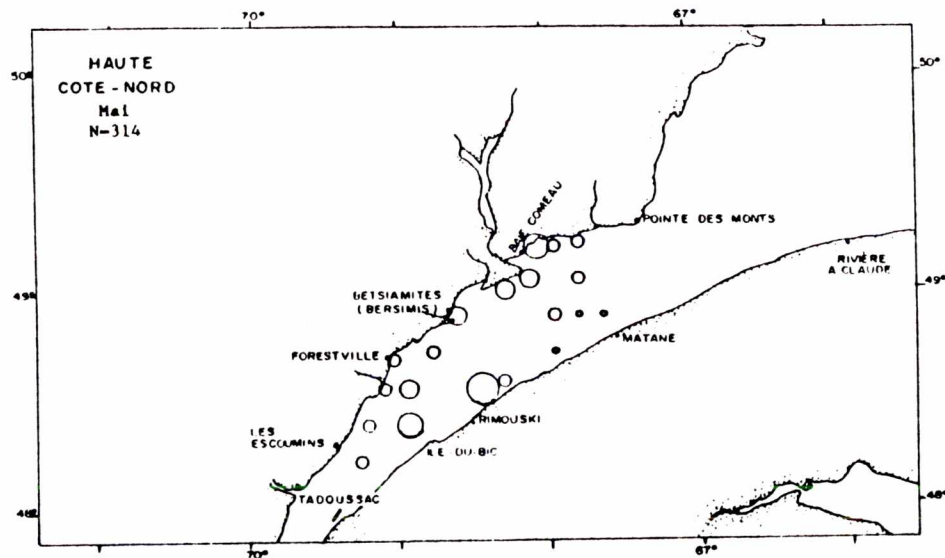 70°
67°
50°
50°
HAUTE
COTE - NORD
Mai
N-314
BAIE COMEAU
POINTE DES MONTS
RIVIÈRE
A CLAUDE
49°
49°
BETSIAMITES
(BERSIMIS)
MATANE
FORESTVILLE
RIMOUSKI
LES
ESCOUMINS
ILE-DU-BIC
TADOUSSAC
48°
48°
70°
67°